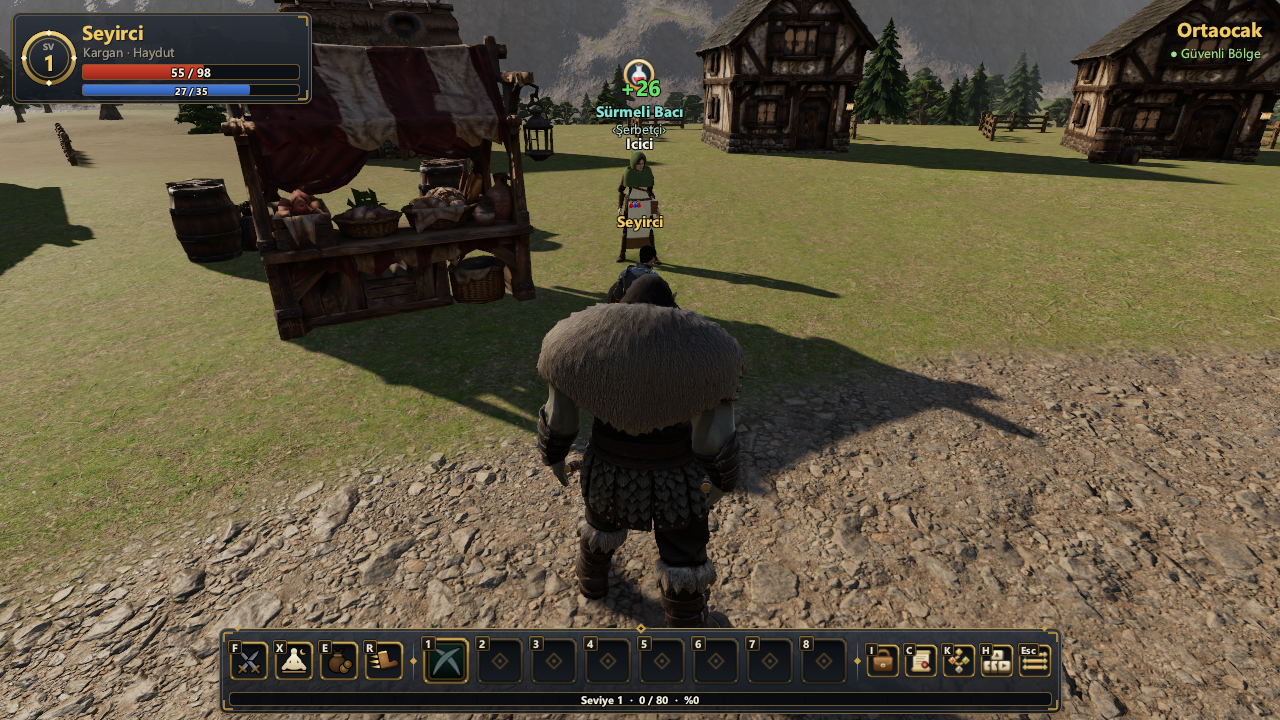 SV
1
Seyirci
Kargan · Haydut
55 / 98
27 / 35
Ortaocak
• Güvenli Bölge
+26
Sürmeli Bacı
‹Şerbetçi›
Icici
Seyirci
F X E R 1 2 3 4 5 6 7 8 I C K H Esc
Seviye 1 · 0 / 80 · %0